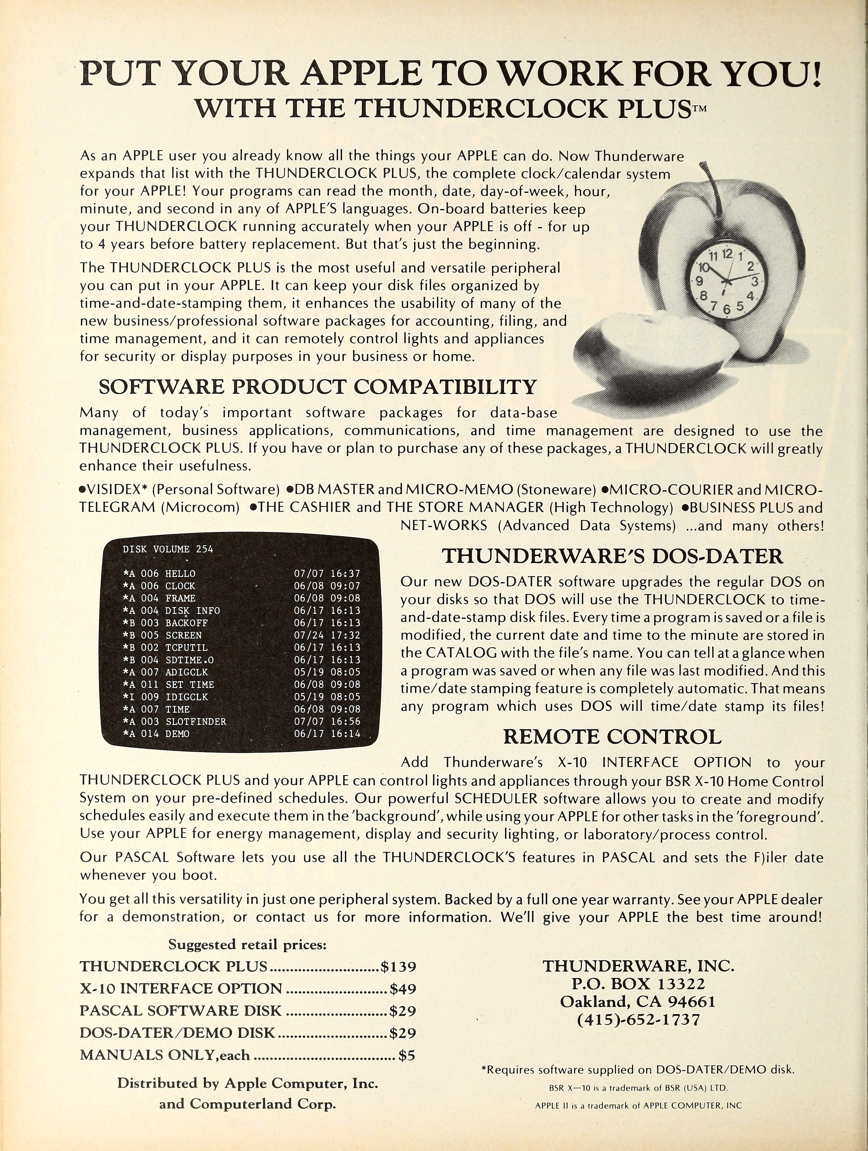 PUT YOUR APPLE TO WORK FOR YOU!
WITH THE THUNDERCLOCK PLUS™
As an APPLE user you already know all the things your APPLE can do. Now Thunderware
expands that list with the THUNDERCLOCK PLUS, the complete clock/calendar system
for your APPLE! Your programs can read the month, date, day-of-week, hour,
minute, and second in any of APPLE'S languages. On-board batteries keep
your THUNDERCLOCK running accurately when your APPLE is off - for up
to 4 years before battery replacement. But that's just the beginning.
The THUNDERCLOCK PLUS is the most useful and versatile peripheral
you can put in your APPLE. It can keep your disk files organized by
time-and-date-stamping them, it enhances the usability of many of the
new business/professional software packages for accounting, filing, and
time management, and it can remotely control lights and appliances
for security or display purposes in your business or home.
11 12 1
10 2
9 3
8 4
7 6 5
SOFTWARE PRODUCT COMPATIBILITY
Many of today's important software packages for data-base
management, business applications, communications, and time management are designed to use the
THUNDERCLOCK PLUS. If you have or plan to purchase any of these packages, a THUNDERCLOCK will greatly
enhance their usefulness.
●VISIDEX* (Personal Software) ●DB MASTER and MICRO-MEMO (Stoneware) ●MICRO-COURIER and MICRO-
TELEGRAM (Microcom) ●THE CASHIER and THE STORE MANAGER (High Technology) ●BUSINESS PLUS and
NET-WORKS (Advanced Data Systems) ...and many others!
DISK VOLUME 254
*A 006 HELLO 07/07 16:37
*A 006 CLOCK 06/08 09:07
*A 004 FRAME 06/08 09:08
*A 004 DISK INFO 06/17 16:13
*B 003 BACKOFF 06/17 16:13
*B 005 SCREEN 07/24 17:32
*B 002 TCPUTIL 06/17 16:13
*B 004 SDTIME.O 06/17 16:13
*A 007 ADIGCLK 05/19 08:05
*A 011 SET TIME 06/08 09:08
*I 009 IDIGCLK 05/19 08:05
*A 007 TIME 06/08 09:08
*A 003 SLOTFINDER 07/07 16:56
*A 014 DEMO 06/17 16:14
THUNDERWARE'S DOS-DATER
Our new DOS-DATER software upgrades the regular DOS on
your disks so that DOS will use the THUNDERCLOCK to time-
and-date-stamp disk files. Every time a program is saved or a file is
modified, the current date and time to the minute are stored in
the CATALOG with the file's name. You can tell at a glance when
a program was saved or when any file was last modified. And this
time/date stamping feature is completely automatic. That means
any program which uses DOS will time/date stamp its files!
REMOTE CONTROL
Add Thunderware's X-10 INTERFACE OPTION to your
THUNDERCLOCK PLUS and your APPLE can control lights and appliances through your BSR X-10 Home Control
System on your pre-defined schedules. Our powerful SCHEDULER software allows you to create and modify
schedules easily and execute them in the 'background', while using your APPLE for other tasks in the 'foreground'.
Use your APPLE for energy management, display and security lighting, or laboratory/process control.
Our PASCAL Software lets you use all the THUNDERCLOCK'S features in PASCAL and sets the F)iler date
whenever you boot.
You get all this versatility in just one peripheral system. Backed by a full one year warranty. See your APPLE dealer
for a demonstration, or contact us for more information. We'll give your APPLE the best time around!
Suggested retail prices:
THUNDERCLOCK PLUS...........................$139
X-10 INTERFACE OPTION .........................$49
PASCAL SOFTWARE DISK .........................$29
DOS-DATER/DEMO DISK...........................$29
MANUALS ONLY,each ................................... $5
Distributed by Apple Computer, Inc.
and Computerland Corp.
THUNDERWARE, INC.
P.O. BOX 13322
Oakland, CA 94661
(415)-652-1737
*Requires software supplied on DOS-DATER/DEMO disk.
BSR X—10 is a trademark of BSR (USA) LTD.
APPLE II is a trademark of APPLE COMPUTER, INC